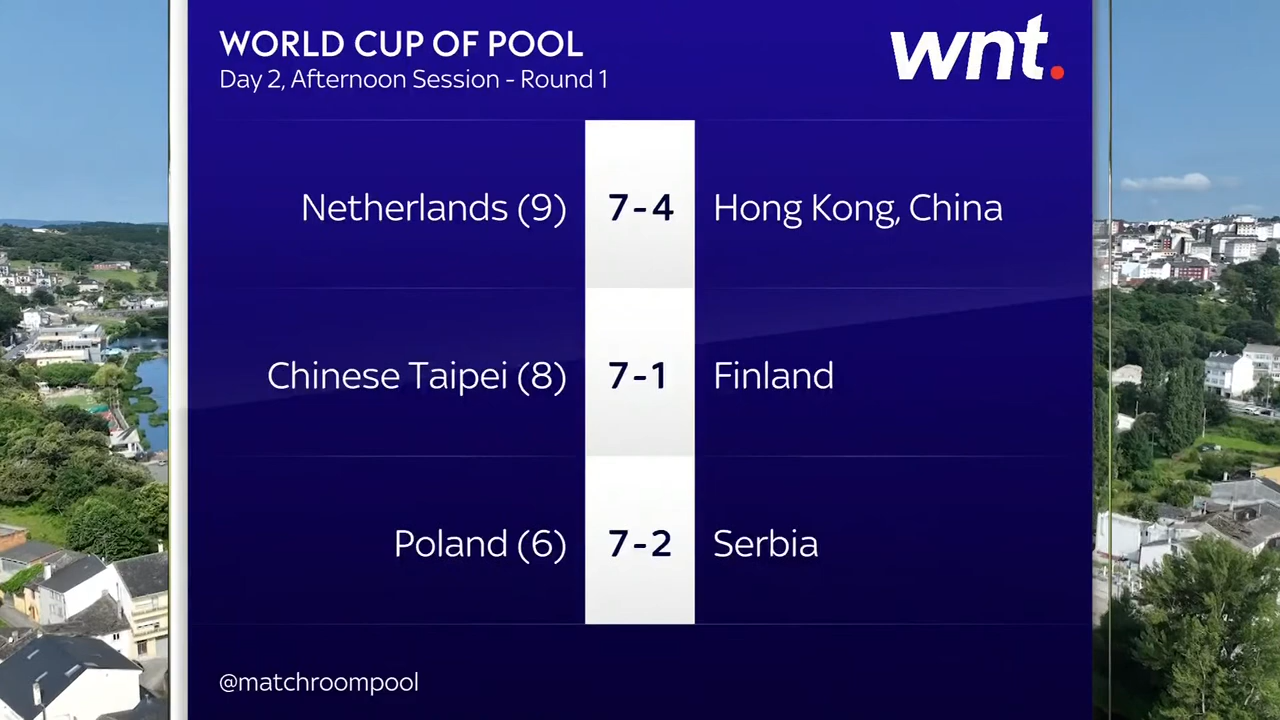 WORLD CUP OF POOL
Day 2, Afternoon Session - Round 1
wnt.
Netherlands (9) 7-4 Hong Kong, China
Chinese Taipei (8) 7-1 Finland
Poland (6) 7-2 Serbia
@matchroompool